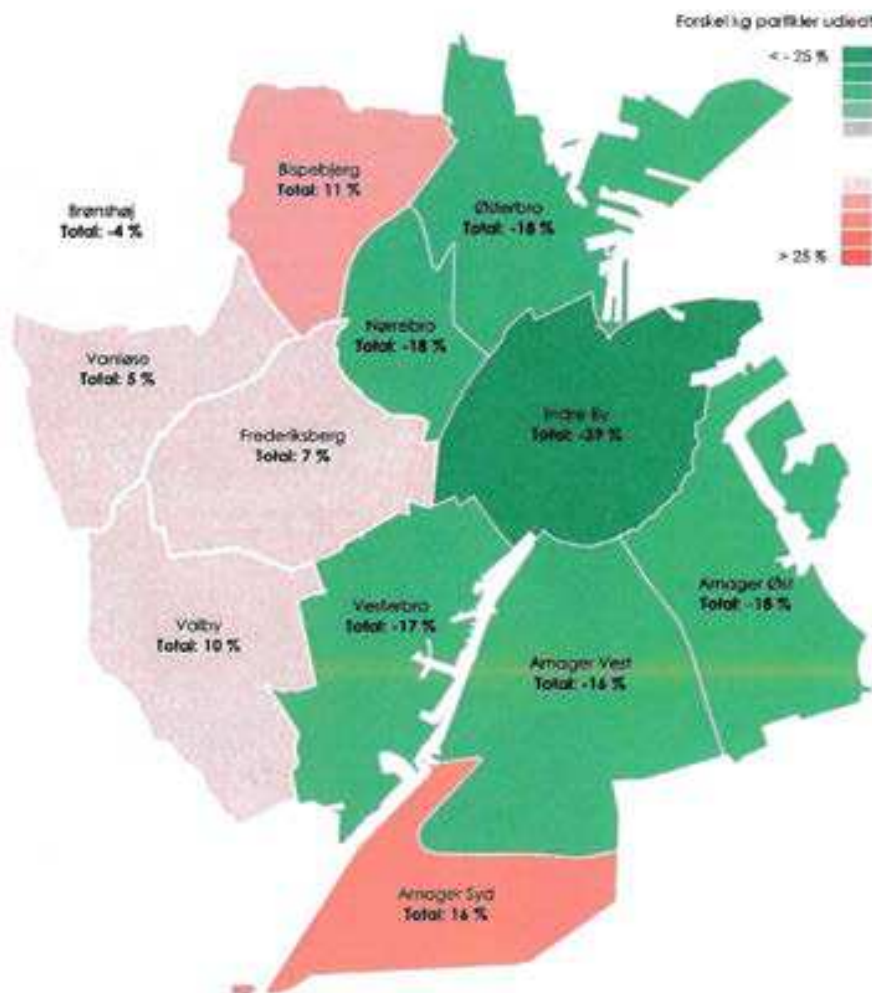 Forskel kg partikler udledt
< - 25 %
> 25 %
Bispebjerg
Total: 11 %
Østerbro
Total: -18 %
Brønshøj
Total: -4 %
Nørrebro
Total: -18 %
Vanløse
Total: 5 %
Frederiksberg
Total: 7 %
Indre By
Total: -39 %
Amager Øst
Total: -18 %
Vesterbro
Total: -17 %
Valby
Total: 10 %
Amager Vest
Total: -16 %
Amager Syd
Total: 16 %